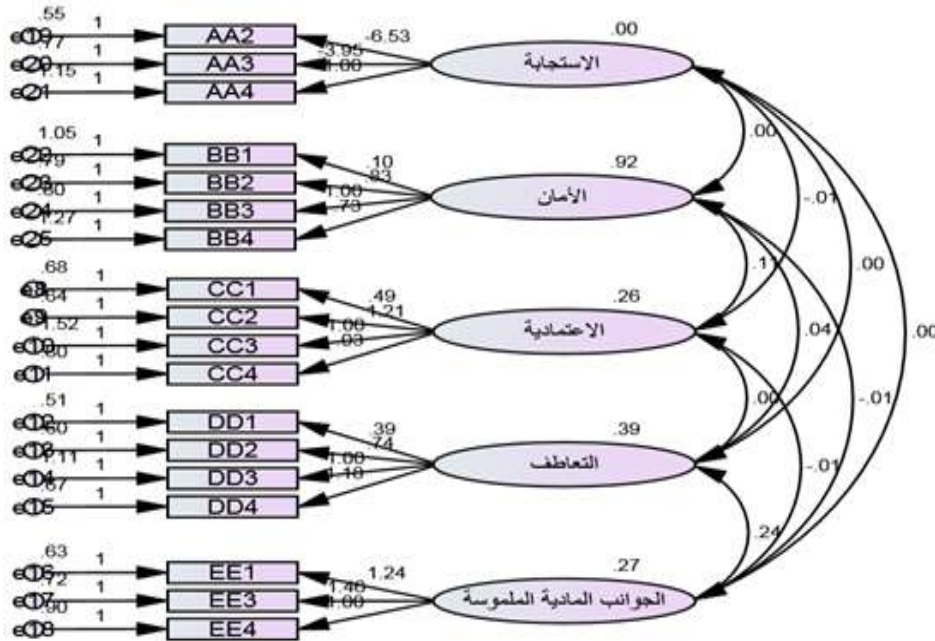 .55 1 AA2 -6.53 .00
.77 1 AA3 -3.95 الاستجابة
1.15 1 AA4 1.00
.00
1.05 1 BB1 .10 .92
.79 1 BB2 .83 الأمان
1 BB3 1.00 -.01
1.27 1 BB4 .73
.11 .00
.68 1 CC1 .49 .26
.64 1 CC2 1.21 الاعتمادية
1.52 1 CC3 1.00 .04 .00
.80 1 CC4 .03
.00 -.01
.51 1 DD1 .39 .39
.60 1 DD2 .74 التعاطف
1.11 1 DD3 1.00 -.01
.67 1 DD4 1.18
.24
.63 1 EE1 1.24 .27
.72 1 EE3 1.46 الجوانب المادية الملموسة
.90 1 EE4 1.00